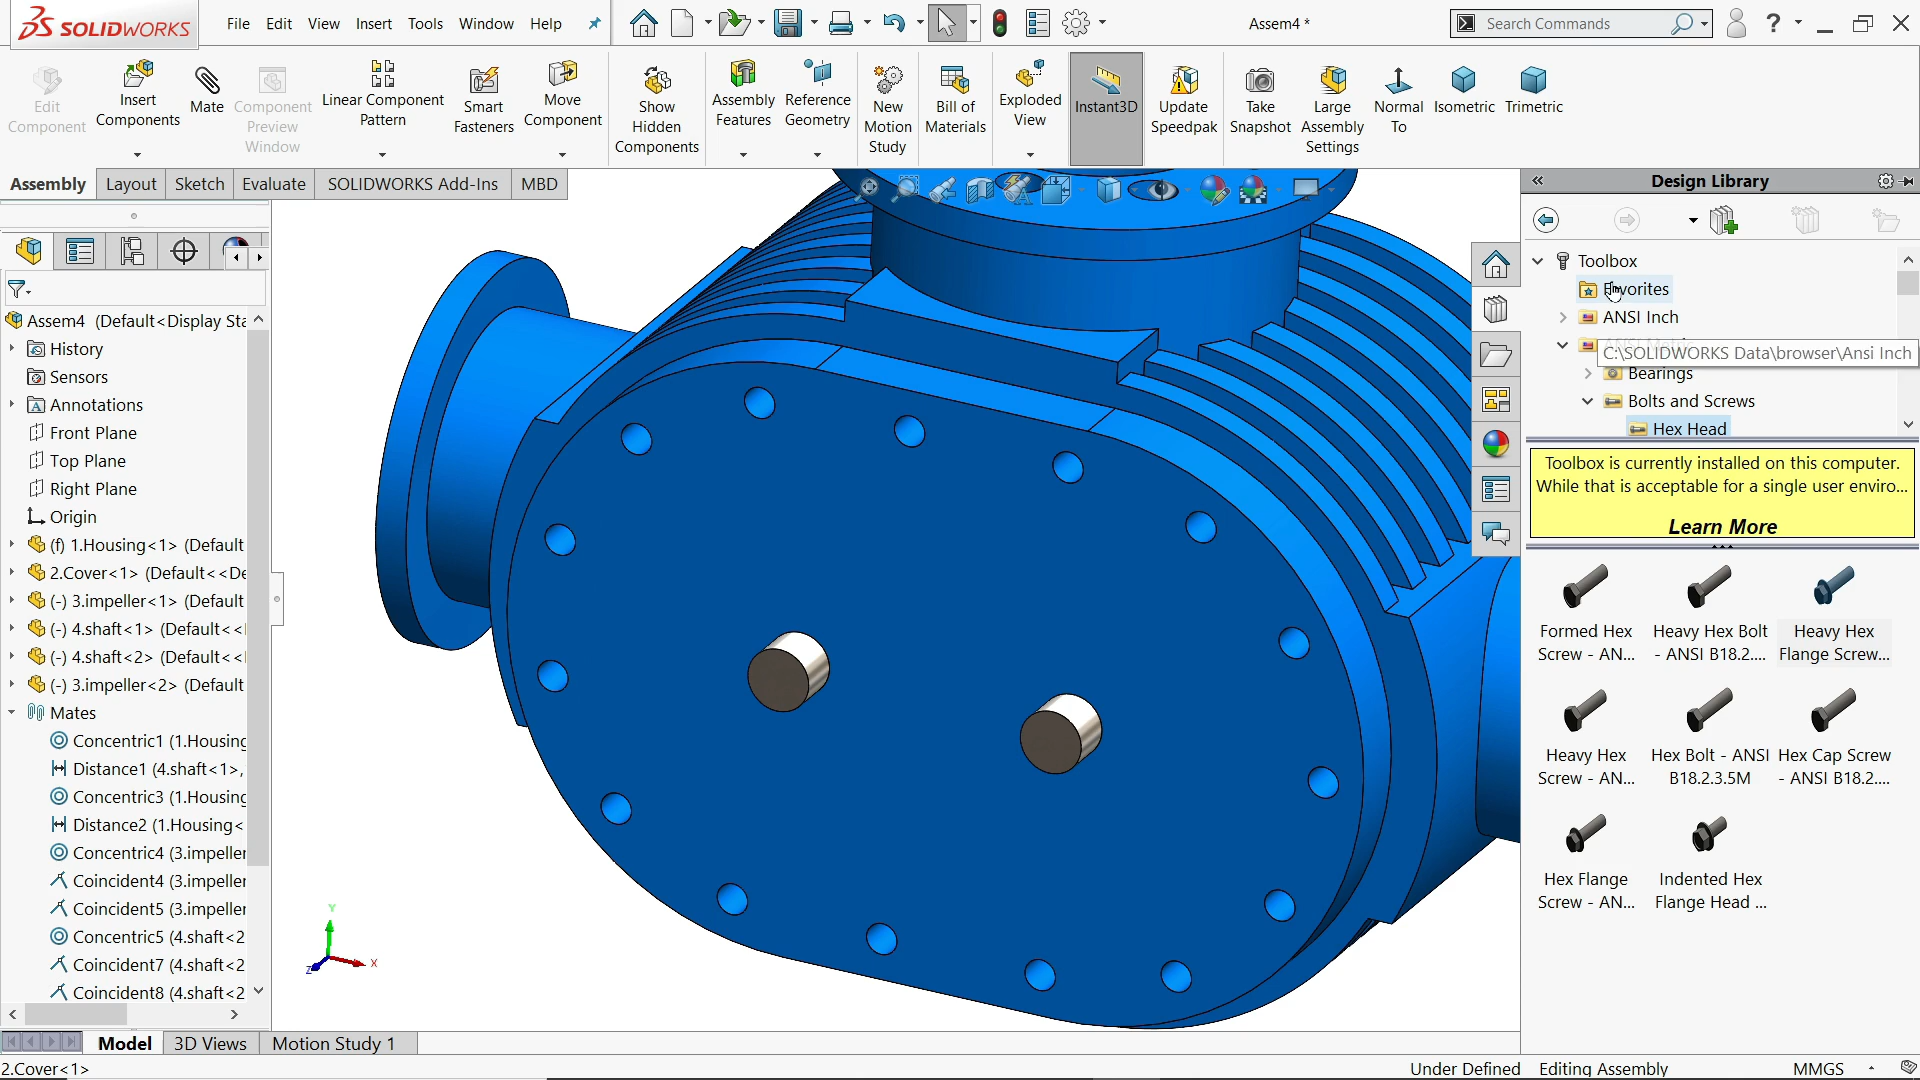 SOLIDWORKS
File Edit View Insert Tools Window Help
Assem4 *
Search Commands
?
Edit Component
Insert Components
Mate
Component Preview Window
Linear Component Pattern
Smart Fasteners
Move Component
Show Hidden Components
Assembly Features
Reference Geometry
New Motion Study
Bill of Materials
Exploded View
Instant3D
Update Speedpak
Take Snapshot
Large Assembly Settings
Normal To
Isometric
Trimetric
Assembly Layout Sketch Evaluate SOLIDWORKS Add-Ins MBD
Assem4 (Default<Display Sta
History
Sensors
Annotations
Front Plane
Top Plane
Right Plane
Origin
(f) 1.Housing<1> (Default
2.Cover<1> (Default<<De
(-) 3.impeller<1> (Default
(-) 4.shaft<1> (Default<<
(-) 4.shaft<2> (Default<<
(-) 3.impeller<2> (Default
Mates
Concentric1 (1.Housing
Distance1 (4.shaft<1>,
Concentric3 (1.Housing
Distance2 (1.Housing<
Concentric4 (3.impeller
Coincident4 (3.impeller
Coincident5 (3.impeller
Concentric5 (4.shaft<2
Coincident7 (4.shaft<2
Coincident8 (4.shaft<2
Y
X
Z
Design Library
Toolbox
Favorites
ANSI Inch
C:\SOLIDWORKS Data\browser\Ansi Inch
Bearings
Bolts and Screws
Hex Head
Toolbox is currently installed on this computer.
While that is acceptable for a single user enviro...
Learn More
Formed Hex Screw - AN...
Heavy Hex Bolt - ANSI B18.2....
Heavy Hex Flange Screw...
Heavy Hex Screw - AN...
Hex Bolt - ANSI B18.2.3.5M
Hex Cap Screw - ANSI B18.2....
Hex Flange Screw - AN...
Indented Hex Flange Head ...
Model 3D Views Motion Study 1
2.Cover<1>
Under Defined Editing Assembly MMGS